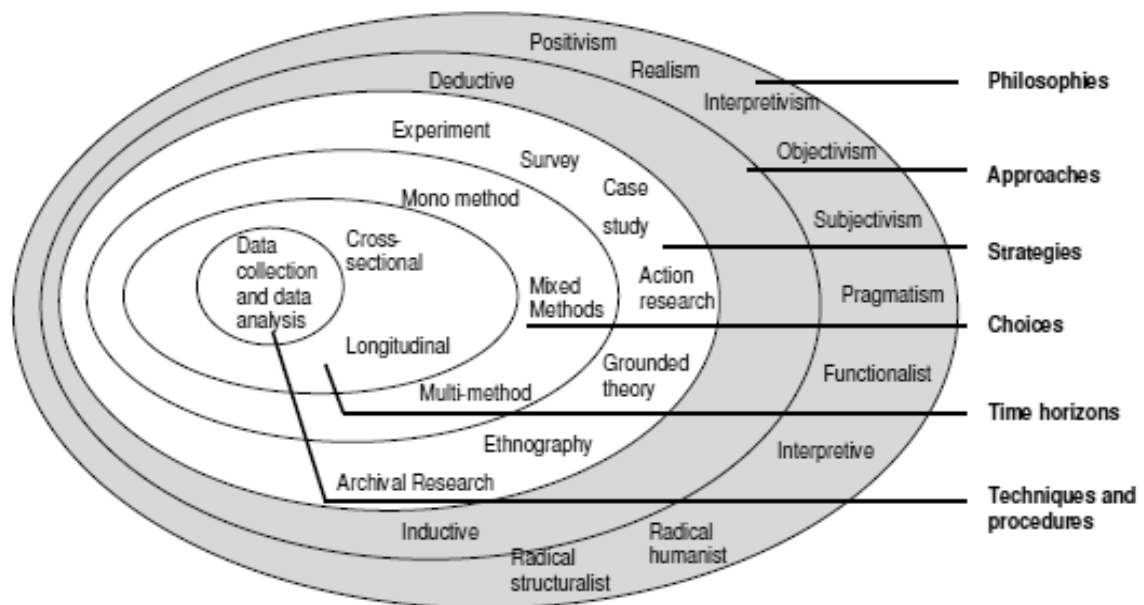 Positivism
Realism
Interpretivism
Objectivism
Subjectivism
Pragmatism
Functionalist
Interpretive
Radical
humanist
Radical
structuralist
Deductive
Inductive
Experiment
Survey
Case
study
Action
research
Grounded
theory
Ethnography
Archival Research
Mono method
Mixed
Methods
Multi-method
Cross-
sectional
Longitudinal
Data
collection
and data
analysis
Philosophies
Approaches
Strategies
Choices
Time horizons
Techniques and
procedures